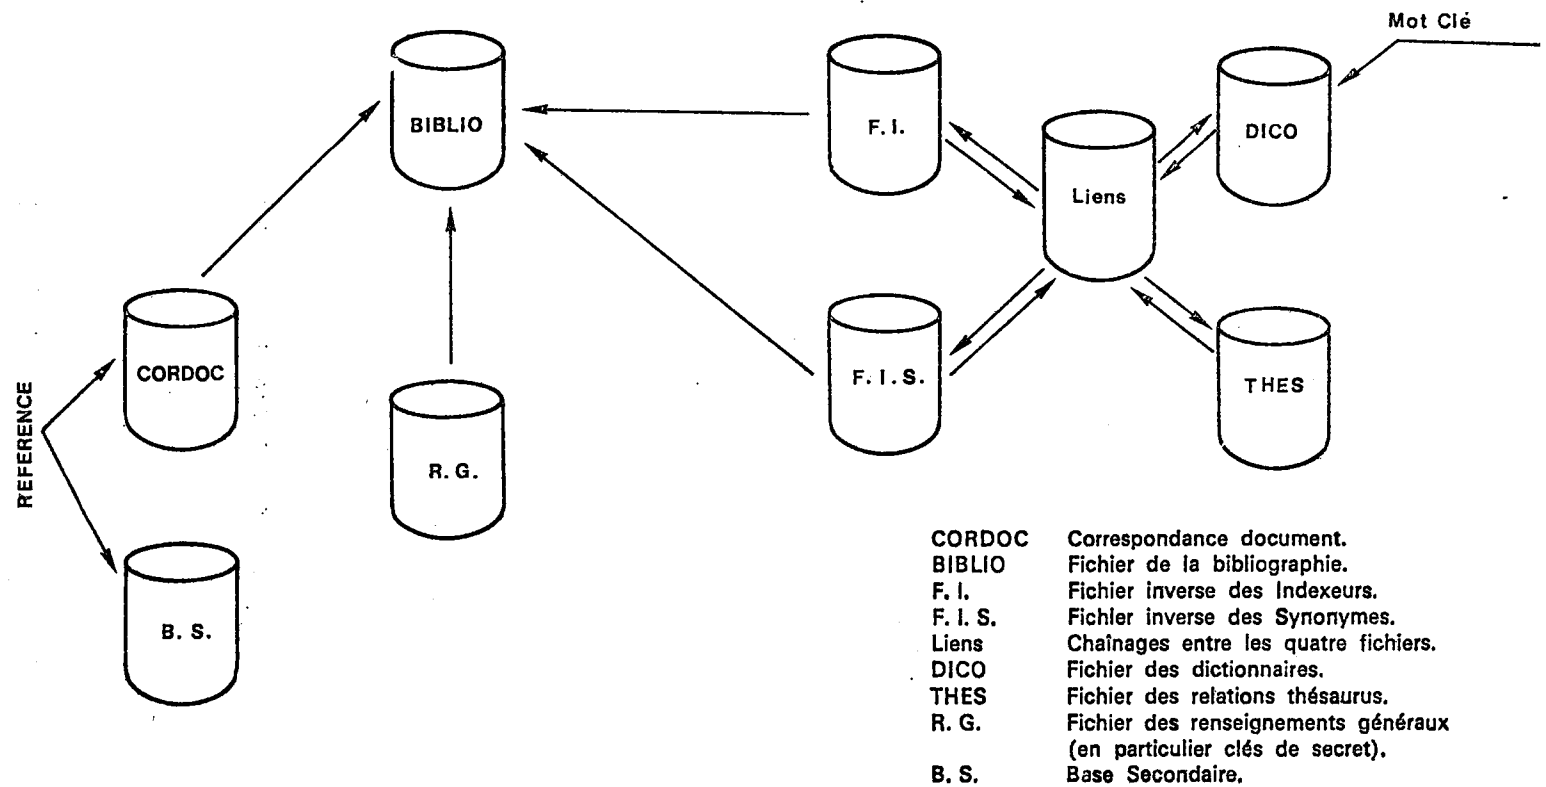 Mot Clé
BIBLIO
F. I.
DICO
Liens
CORDOC
F. I. S.
THES
REFERENCE
R. G.
B. S.
CORDOC Correspondance document.
BIBLIO Fichier de la bibliographie.
F. I. Fichier inverse des Indexeurs.
F. I. S. Fichier inverse des Synonymes.
Liens Chaînages entre les quatre fichiers.
DICO Fichier des dictionnaires.
THES Fichier des relations thésaurus.
R. G. Fichier des renseignements généraux
(en particulier clés de secret).
B. S. Base Secondaire.